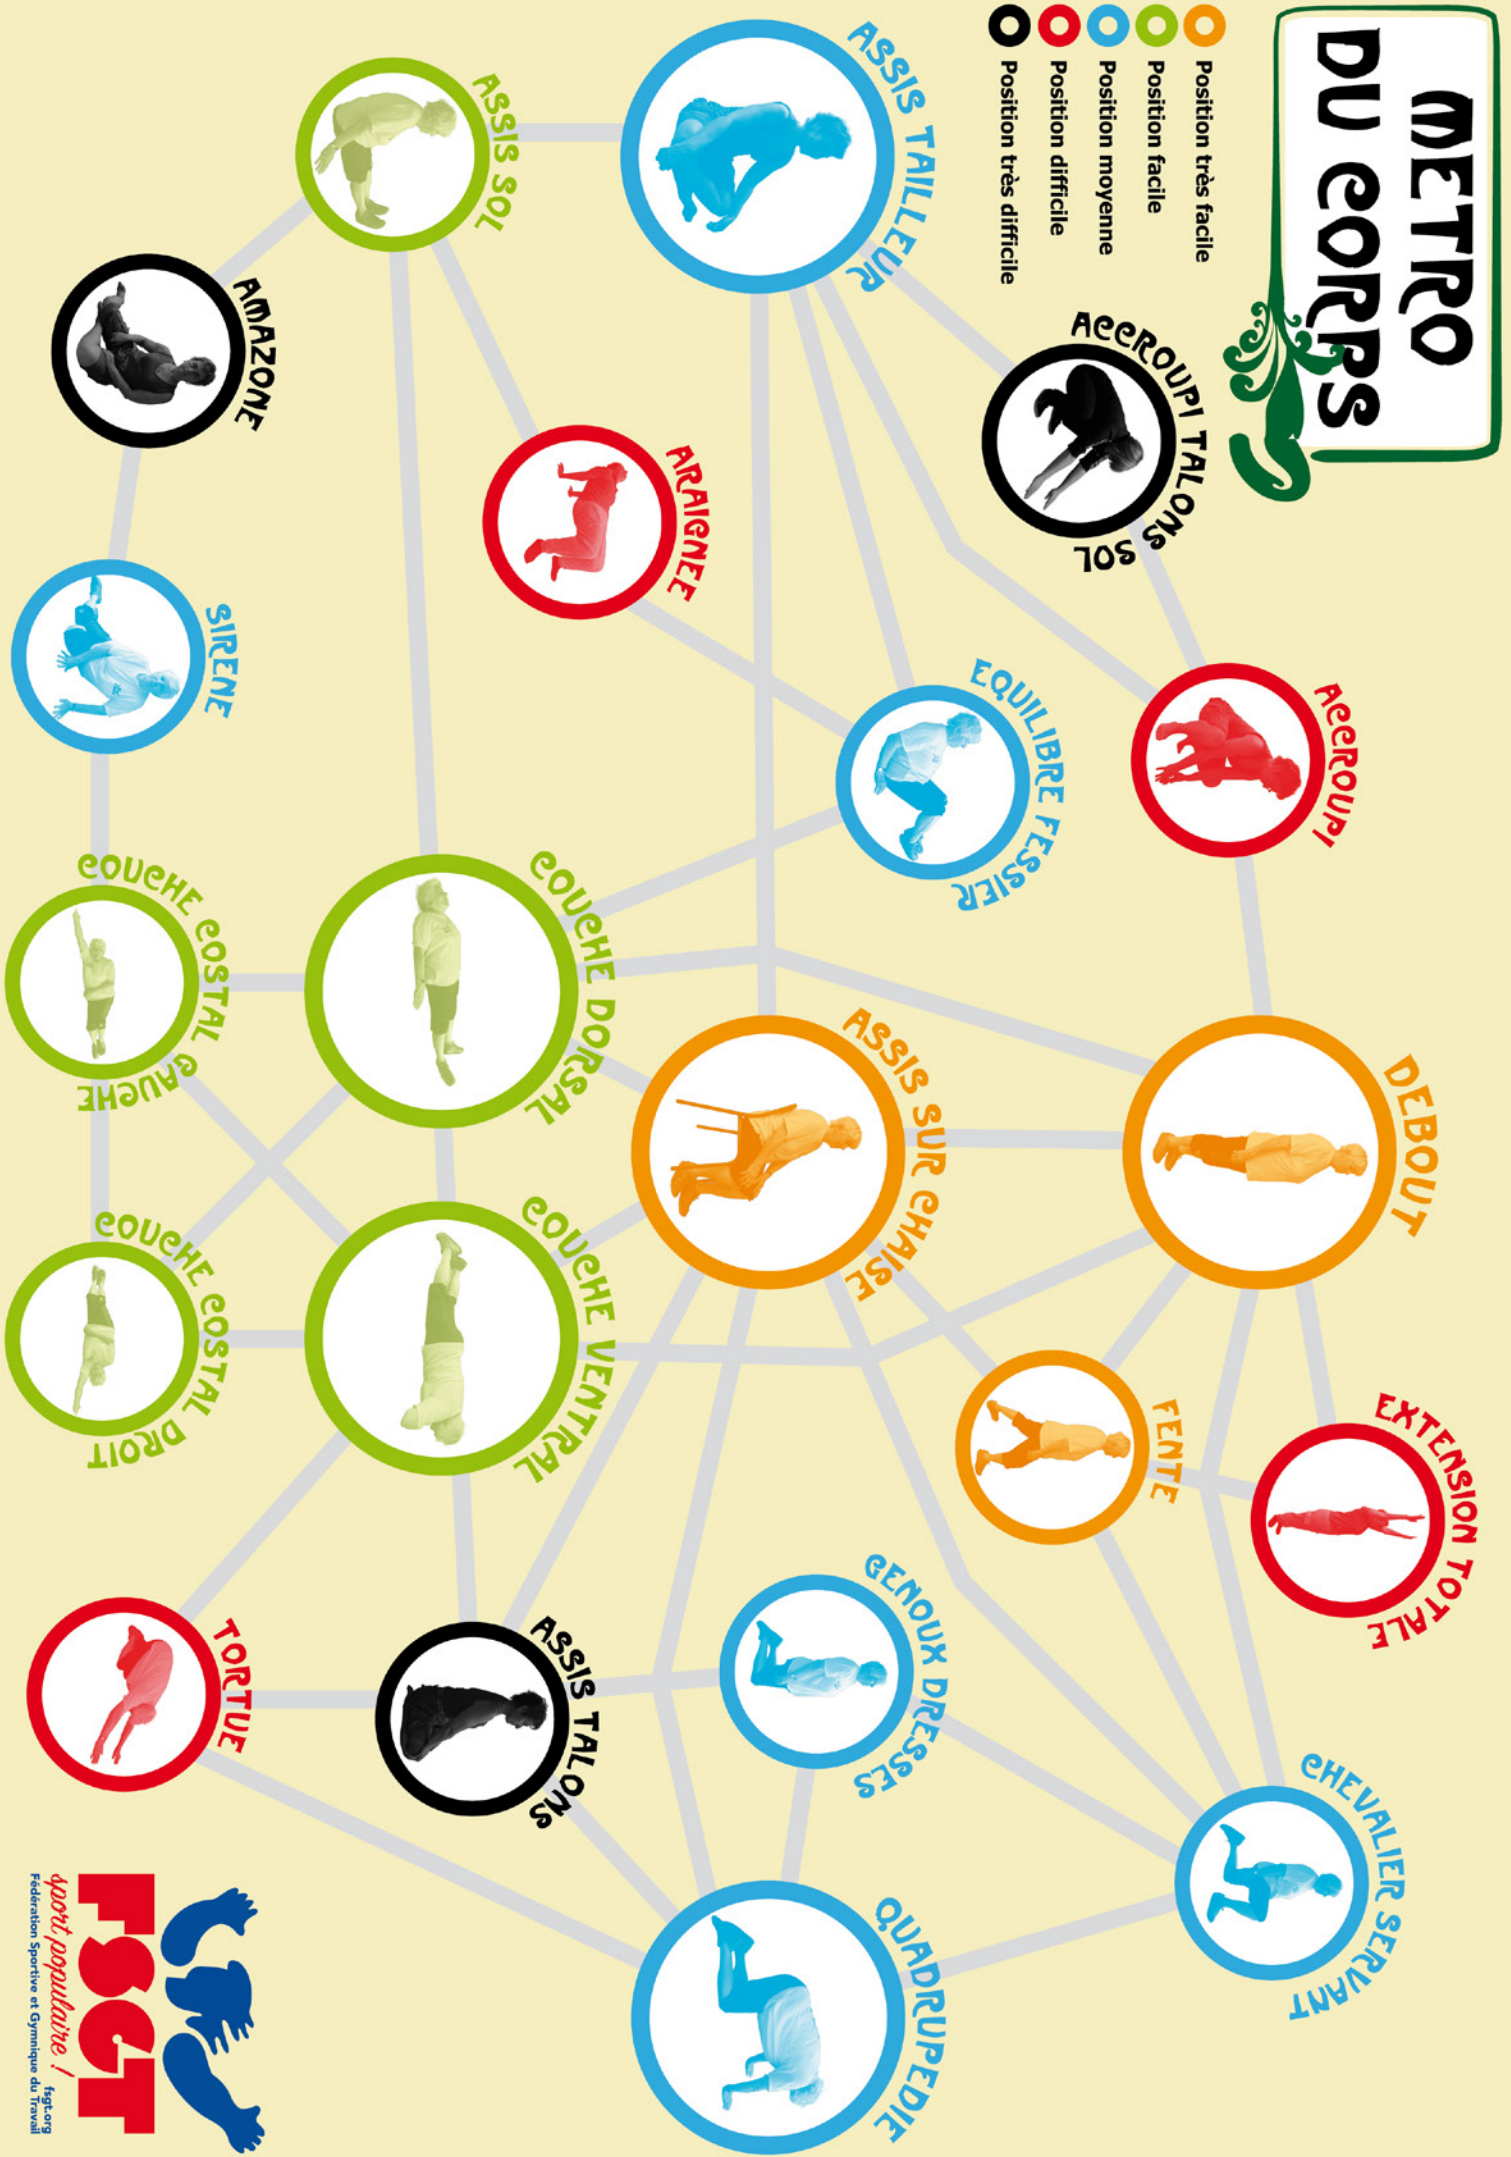 METRO
DU CORPS
Position très facile
Position facile
Position moyenne
Position difficile
Position très difficile
ACCROUPI TALONS SOL
ACCROUPI
DEBOUT
EXTENSION TOTALE
CHEVALIER SERVANT
ASSIS TAILLEUR
EQUILIBRE FESSIER
ASSIS SUR CHAISE
FENTE
GENOUX DRESSES
QUADRUPEDIE
ASSIS SOL
ARAIGNEE
COUCHE DORSAL
COUCHE VENTRAL
ASSIS TALONS
AMAZONE
SIRENE
COUCHE COSTAL GAUCHE
COUCHE COSTAL DROIT
TORTUE
FSGT
sport populaire !
fsgt.org
Fédération Sportive et Gymnique du Travail